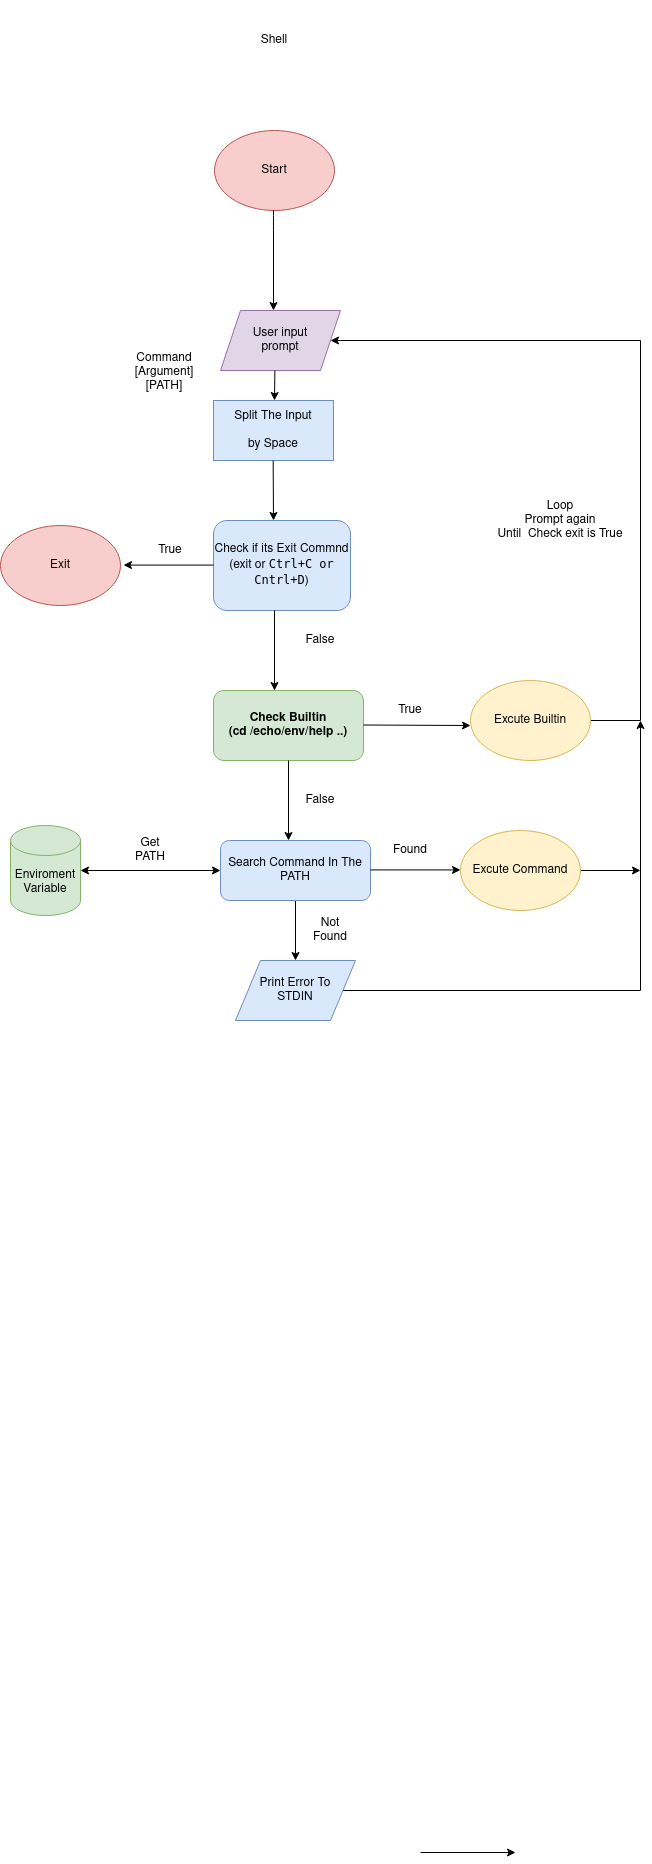 Shell
Start
User input
prompt
Command
[Argument]
[PATH]
Split The Input
by Space
Loop
Prompt again
Until  Check exit is True
Check if its Exit Commnd
(exit or Ctrl+C or
Cntrl+D)
True
Exit
False
Check Builtin
(cd /echo/env/help ..)
True
Excute Builtin
False
Get
PATH
Enviroment
Variable
Search Command In The
PATH
Found
Excute Command
Not
Found
Print Error To
STDIN